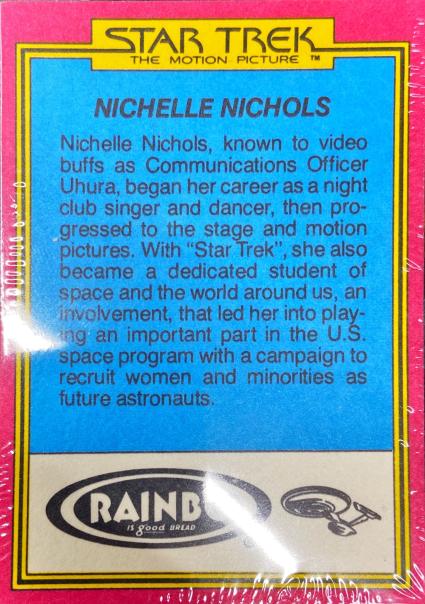 STAR TREK
THE MOTION PICTURE ™
NICHELLE NICHOLS
Nichelle Nichols, known to video
buffs as Communications Officer
Uhura, began her career as a night
club singer and dancer, then pro-
gressed to the stage and motion
pictures. With "Star Trek", she also
became a dedicated student of
space and the world around us, an
involvement, that led her into play-
ing an important part in the U.S.
space program with a campaign to
recruit women and minorities as
future astronauts.
RAINB
IS good BREAD